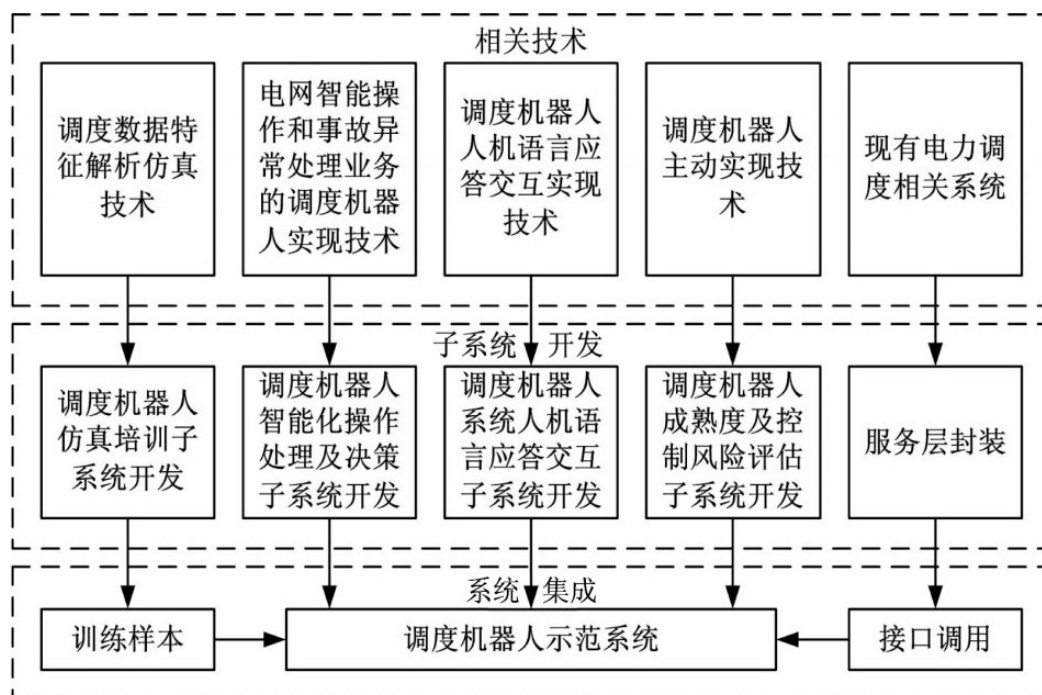 相关技术
调度数据特
征解析仿真
技术
电网智能操
作和事故异
常处理业务
的调度机器
人实现技术
调度机器人
人机语言应
答交互实现
技术
调度机器人
主动实现技
术
现有电力调
度相关系统
子系统开发
调度机器人
仿真培训子
系统开发
调度机器人
智能化操作
处理及决策
子系统开发
调度机器人
系统人机语
言应答交互
子系统开发
调度机器人
成熟度及控
制风险评估
子系统开发
服务层封装
系统集成
训练样本
调度机器人示范系统
接口调用